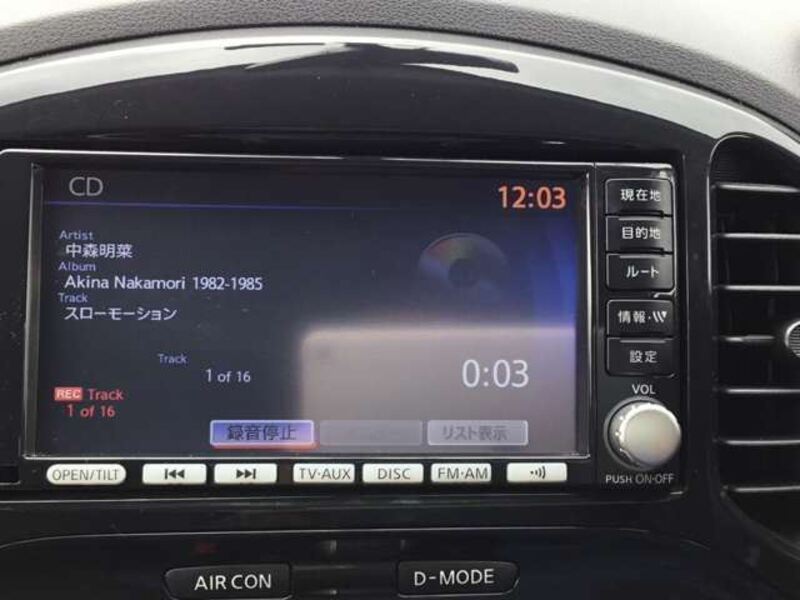 CD
12:03
Artist
中森明菜
Album
Akina Nakamori 1982-1985
Track
スローモーション
Track
1 of 16
0:03
REC Track
1 of 16
録音停止
リスト表示
現在地
目的地
ルート
情報・VV
設定
VOL
PUSH ON·OFF
OPEN/TILT
TV·AUX
DISC
FM·AM
AIR CON
D-MODE